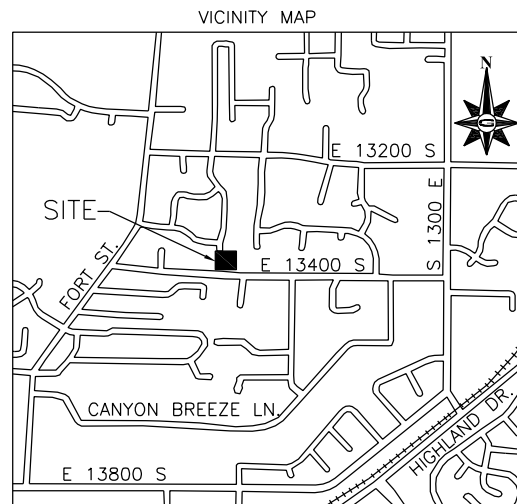 VICINITY MAP
N
G
E 13200 S
S 1300 E
SITE
E 13400 S
FORT ST.
CANYON BREEZE LN.
HIGHLAND DR.
E 13800 S